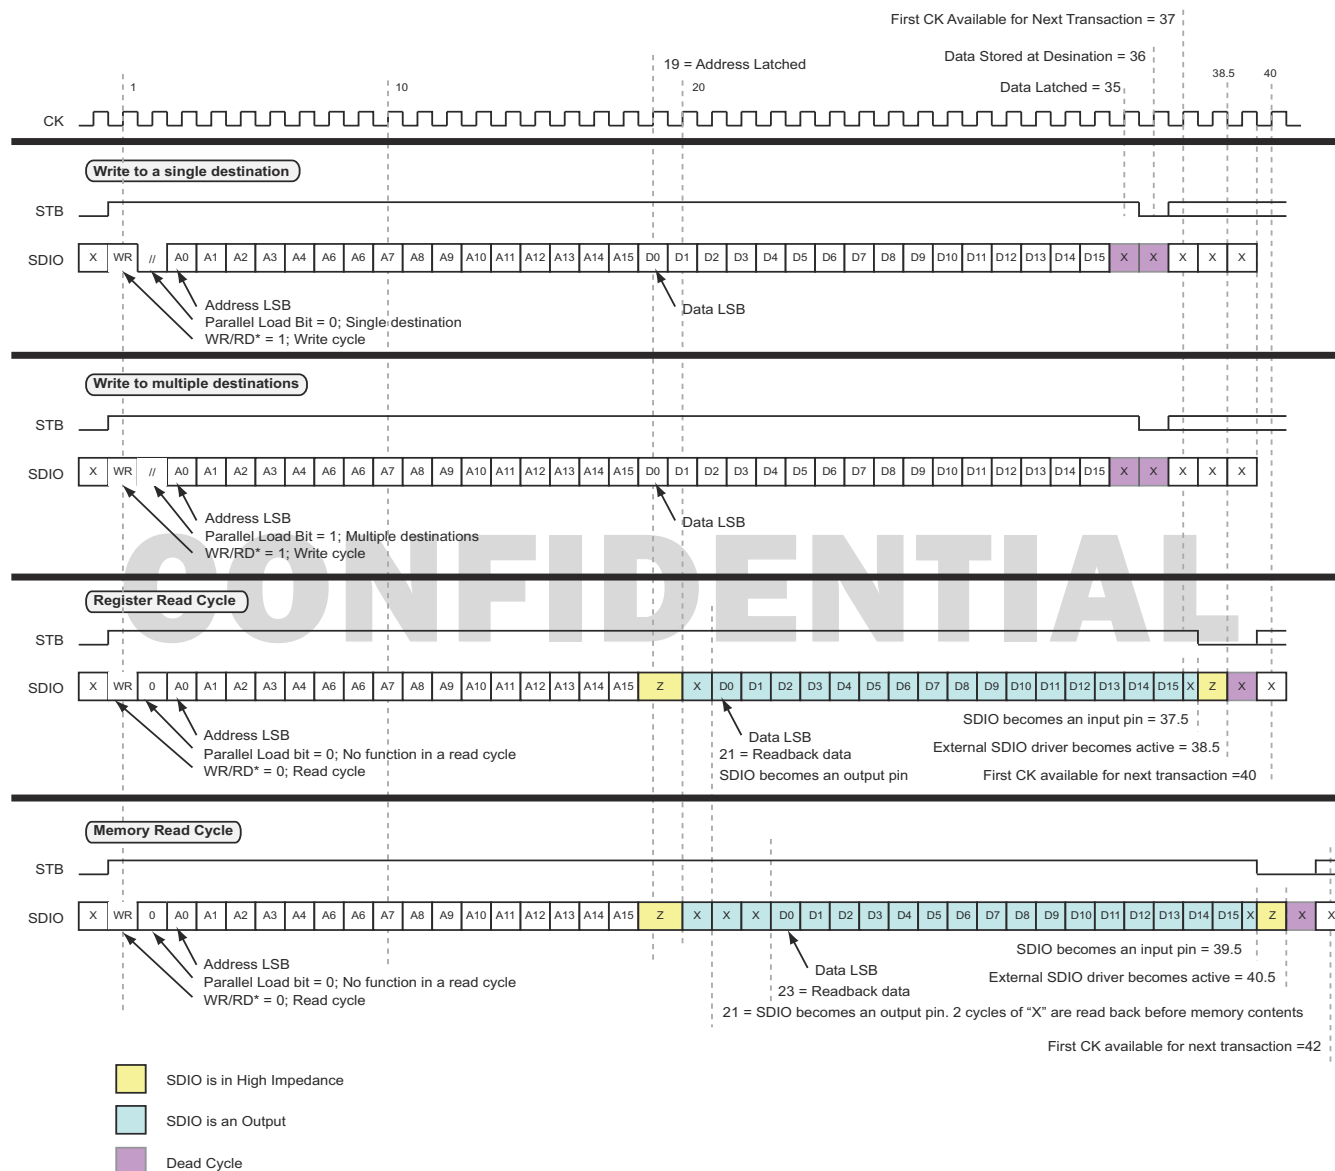 First CK Available for Next Transaction = 37
Data Stored at Desination = 36
19 = Address Latched
38.5 40
1 10 20 Data Latched = 35
CK
Write to a single destination
STB
SDIO X WR // A0 A1 A2 A3 A4 A6 A6 A7 A8 A9 A10 A11 A12 A13 A14 A15 D0 D1 D2 D3 D4 D5 D6 D7 D8 D9 D10 D11 D12 D13 D14 D15 X X X X X
Address LSB Data LSB
Parallel Load Bit = 0; Single destination
WR/RD* = 1; Write cycle
Write to multiple destinations
STB
SDIO X WR // A0 A1 A2 A3 A4 A6 A6 A7 A8 A9 A10 A11 A12 A13 A14 A15 D0 D1 D2 D3 D4 D5 D6 D7 D8 D9 D10 D11 D12 D13 D14 D15 X X X X X
Address LSB Data LSB
Parallel Load Bit = 1; Multiple destinations
WR/RD* = 1; Write cycle
CONFIDENTIAL
Register Read Cycle
STB
SDIO X WR 0 A0 A1 A2 A3 A4 A6 A6 A7 A8 A9 A10 A11 A12 A13 A14 A15 Z X D0 D1 D2 D3 D4 D5 D6 D7 D8 D9 D10 D11 D12 D13 D14 D15 X Z X X
SDIO becomes an input pin = 37.5
Address LSB Data LSB
Parallel Load bit = 0; No function in a read cycle 21 = Readback data External SDIO driver becomes active = 38.5
WR/RD* = 0; Read cycle SDIO becomes an output pin First CK available for next transaction =40
Memory Read Cycle
STB
SDIO X WR 0 A0 A1 A2 A3 A4 A6 A6 A7 A8 A9 A10 A11 A12 A13 A14 A15 Z X X X D0 D1 D2 D3 D4 D5 D6 D7 D8 D9 D10 D11 D12 D13 D14 D15 X Z X X
SDIO becomes an input pin = 39.5
Address LSB Data LSB
Parallel Load bit = 0; No function in a read cycle External SDIO driver becomes active = 40.5
WR/RD* = 0; Read cycle 23 = Readback data
21 = SDIO becomes an output pin. 2 cycles of “X” are read back before memory contents
First CK available for next transaction =42
SDIO is in High Impedance
SDIO is an Output
Dead Cycle